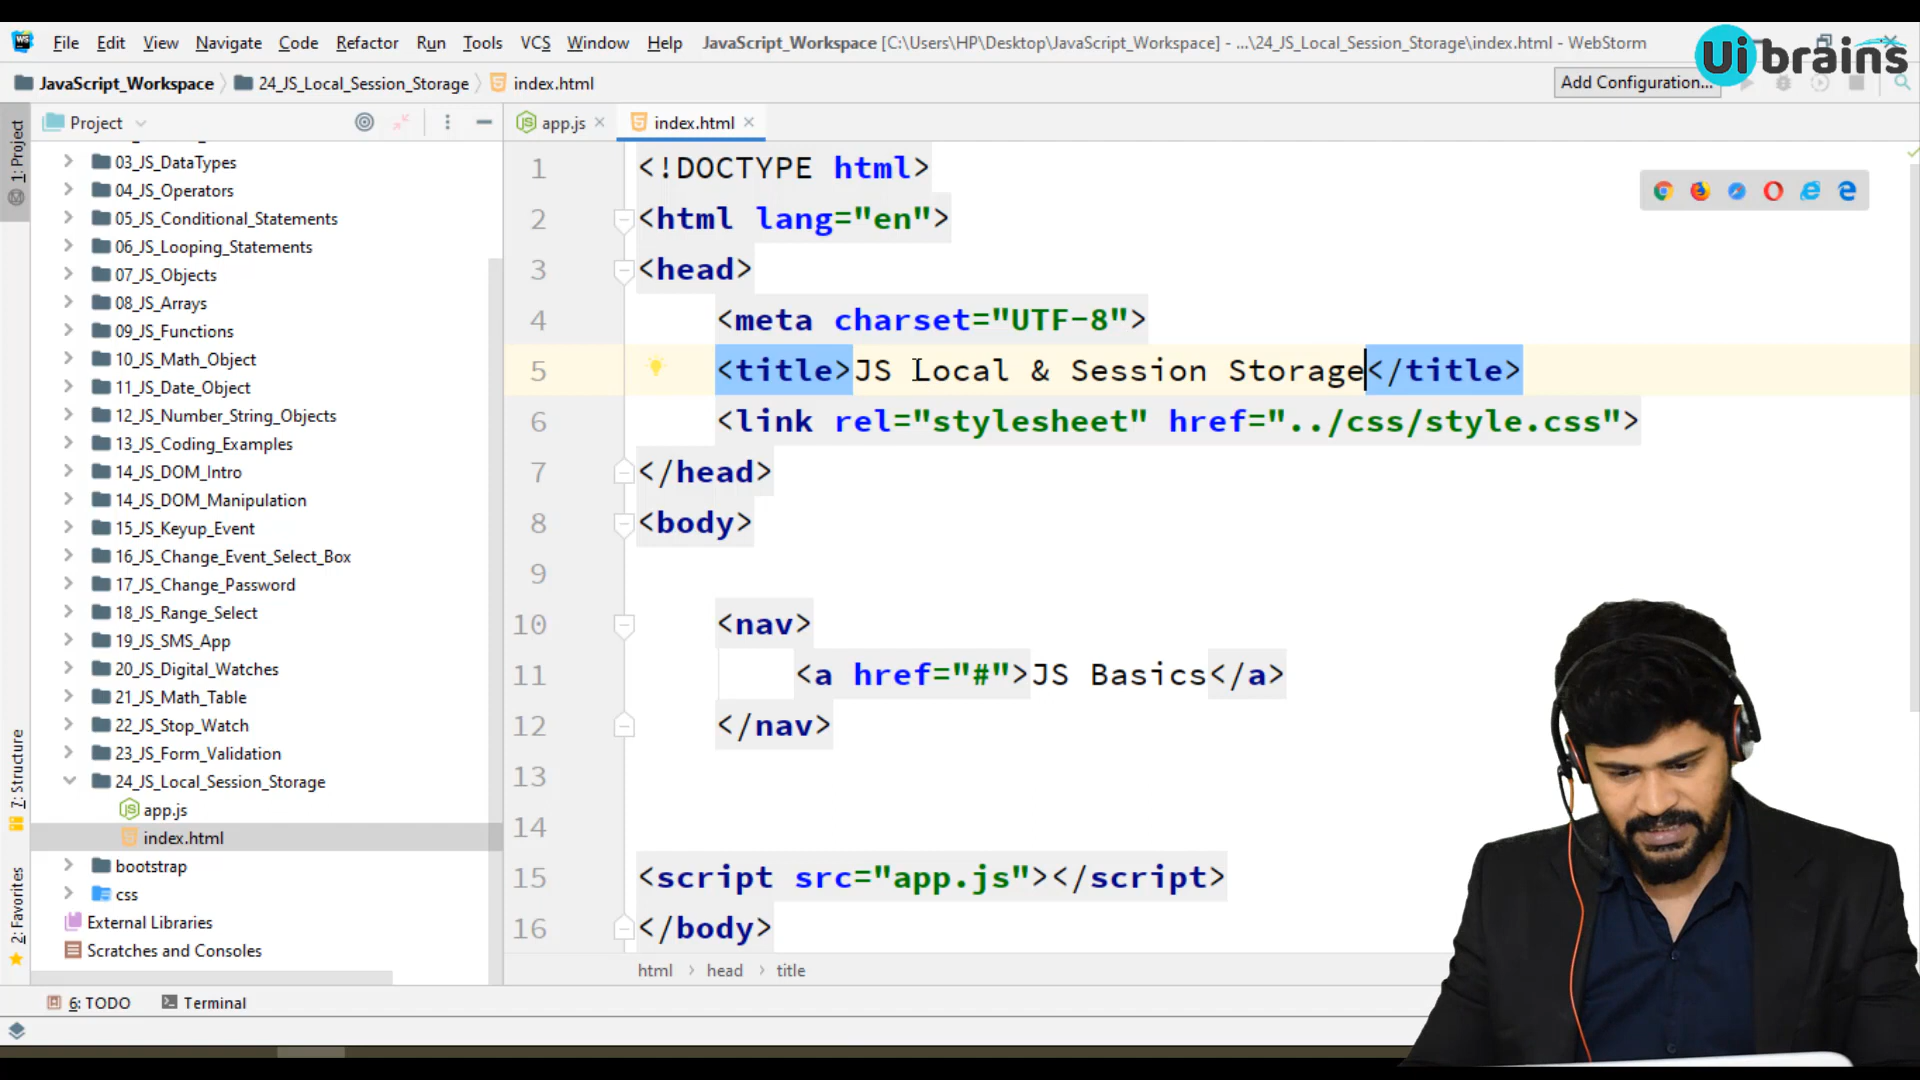 File Edit View Navigate Code Refactor Run Tools VCS Window Help JavaScript_Workspace [C:\Users\HP\Desktop\JavaScript_Workspace] - ...\24_JS_Local_Session_Storage\index.html - WebStorm
Ui brains
JavaScript_Workspace 24_JS_Local_Session_Storage index.html
Add Configuration...
1: Project
Project
app.js
index.html
03_JS_DataTypes
04_JS_Operators
05_JS_Conditional_Statements
06_JS_Looping_Statements
07_JS_Objects
08_JS_Arrays
09_JS_Functions
10_JS_Math_Object
11_JS_Date_Object
12_JS_Number_String_Objects
13_JS_Coding_Examples
14_JS_DOM_Intro
14_JS_DOM_Manipulation
15_JS_Keyup_Event
16_JS_Change_Event_Select_Box
17_JS_Change_Password
18_JS_Range_Select
19_JS_SMS_App
20_JS_Digital_Watches
21_JS_Math_Table
22_JS_Stop_Watch
23_JS_Form_Validation
24_JS_Local_Session_Storage
app.js
index.html
bootstrap
css
External Libraries
Scratches and Consoles
7: Structure
2: Favorites
1 <!DOCTYPE html>
2 <html lang="en">
3 <head>
4 <meta charset="UTF-8">
5 <title>JS Local & Session Storage</title>
6 <link rel="stylesheet" href="../css/style.css">
7 </head>
8 <body>
9
10 <nav>
11 <a href="#">JS Basics</a>
12 </nav>
13
14
15 <script src="app.js"></script>
16 </body>
html head title
6: TODO Terminal